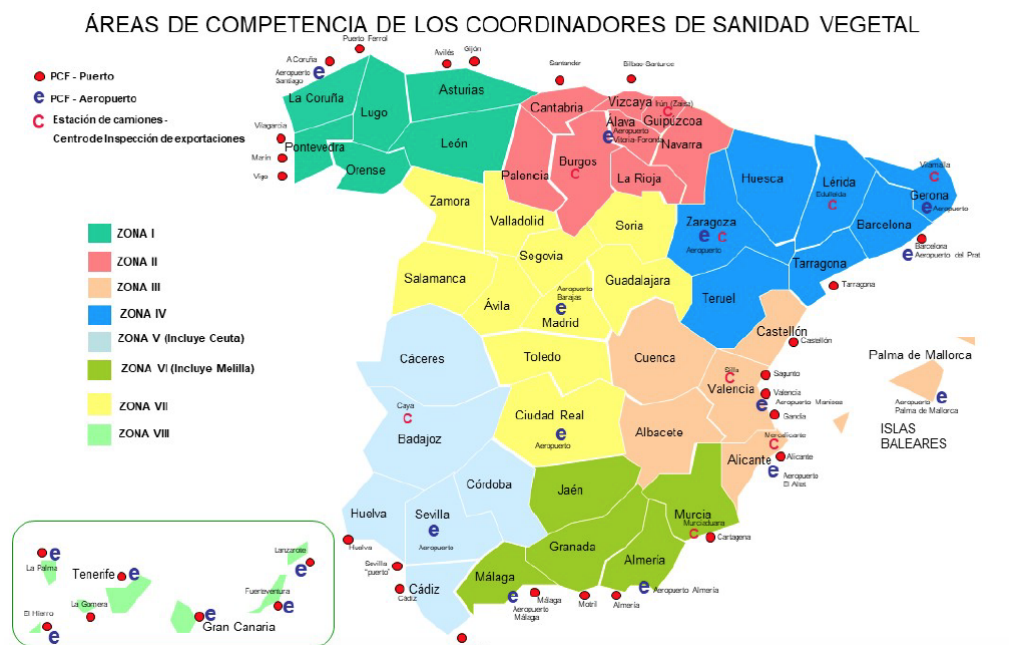 ÁREAS DE COMPETENCIA DE LOS COORDINADORES DE SANIDAD VEGETAL
PCF - Puerto
PCF - Aeropuerto
Estación de camiones -
Centro de Inspección de exportaciones
Puerto Ferrol
A Coruña
Aeropuerto
Santiago
Avilés
Gijón
Santander
Bilbao-Santurce
La Coruña
Lugo
Asturias
Cantabria
Vizcaya
Irún (Zaisa)
Guipúzcoa
Álava
Aeropuerto
Vitoria-Foronda
Navarra
Vilagarcía
Marín
Vigo
Pontevedra
Orense
León
Palencia
Burgos
La Rioja
Huesca
Lérida
Gerona
Aeropuerto
Barcelona
Barcelona
Aeropuerto del Prat
Zaragoza
Aeropuerto
Tarragona
Tarragona
Teruel
Zamora
Valladolid
Soria
Segovia
Salamanca
Ávila
Aeropuerto
Barajas
Madrid
Guadalajara
ZONA I
ZONA II
ZONA III
ZONA IV
ZONA V (Incluye Ceuta)
ZONA VI (Incluye Melilla)
ZONA VII
ZONA VIII
Cáceres
Toledo
Cuenca
Castellón
Castellón
Silla
Valencia
Sagunto
Valencia
Aeropuerto Manises
Gandia
Palma de Mallorca
Aeropuerto
Palma de Mallorca
ISLAS
BALEARES
Caya
Badajoz
Ciudad Real
Aeropuerto
Albacete
Mercalicante
Alicante
Alicante
Aeropuerto
El Altet
Córdoba
Jaén
Murcia
Murciaduana
Cartagena
Huelva
Huelva
Sevilla
Aeropuerto
Sevilla
"puerto"
Cádiz
Cádiz
Granada
Almería
Málaga
Aeropuerto
Málaga
Málaga
Motril
Almería
Aeropuerto Almería
La Palma
Tenerife
La Gomera
El Hierro
Gran Canaria
Lanzarote
Fuerteventura